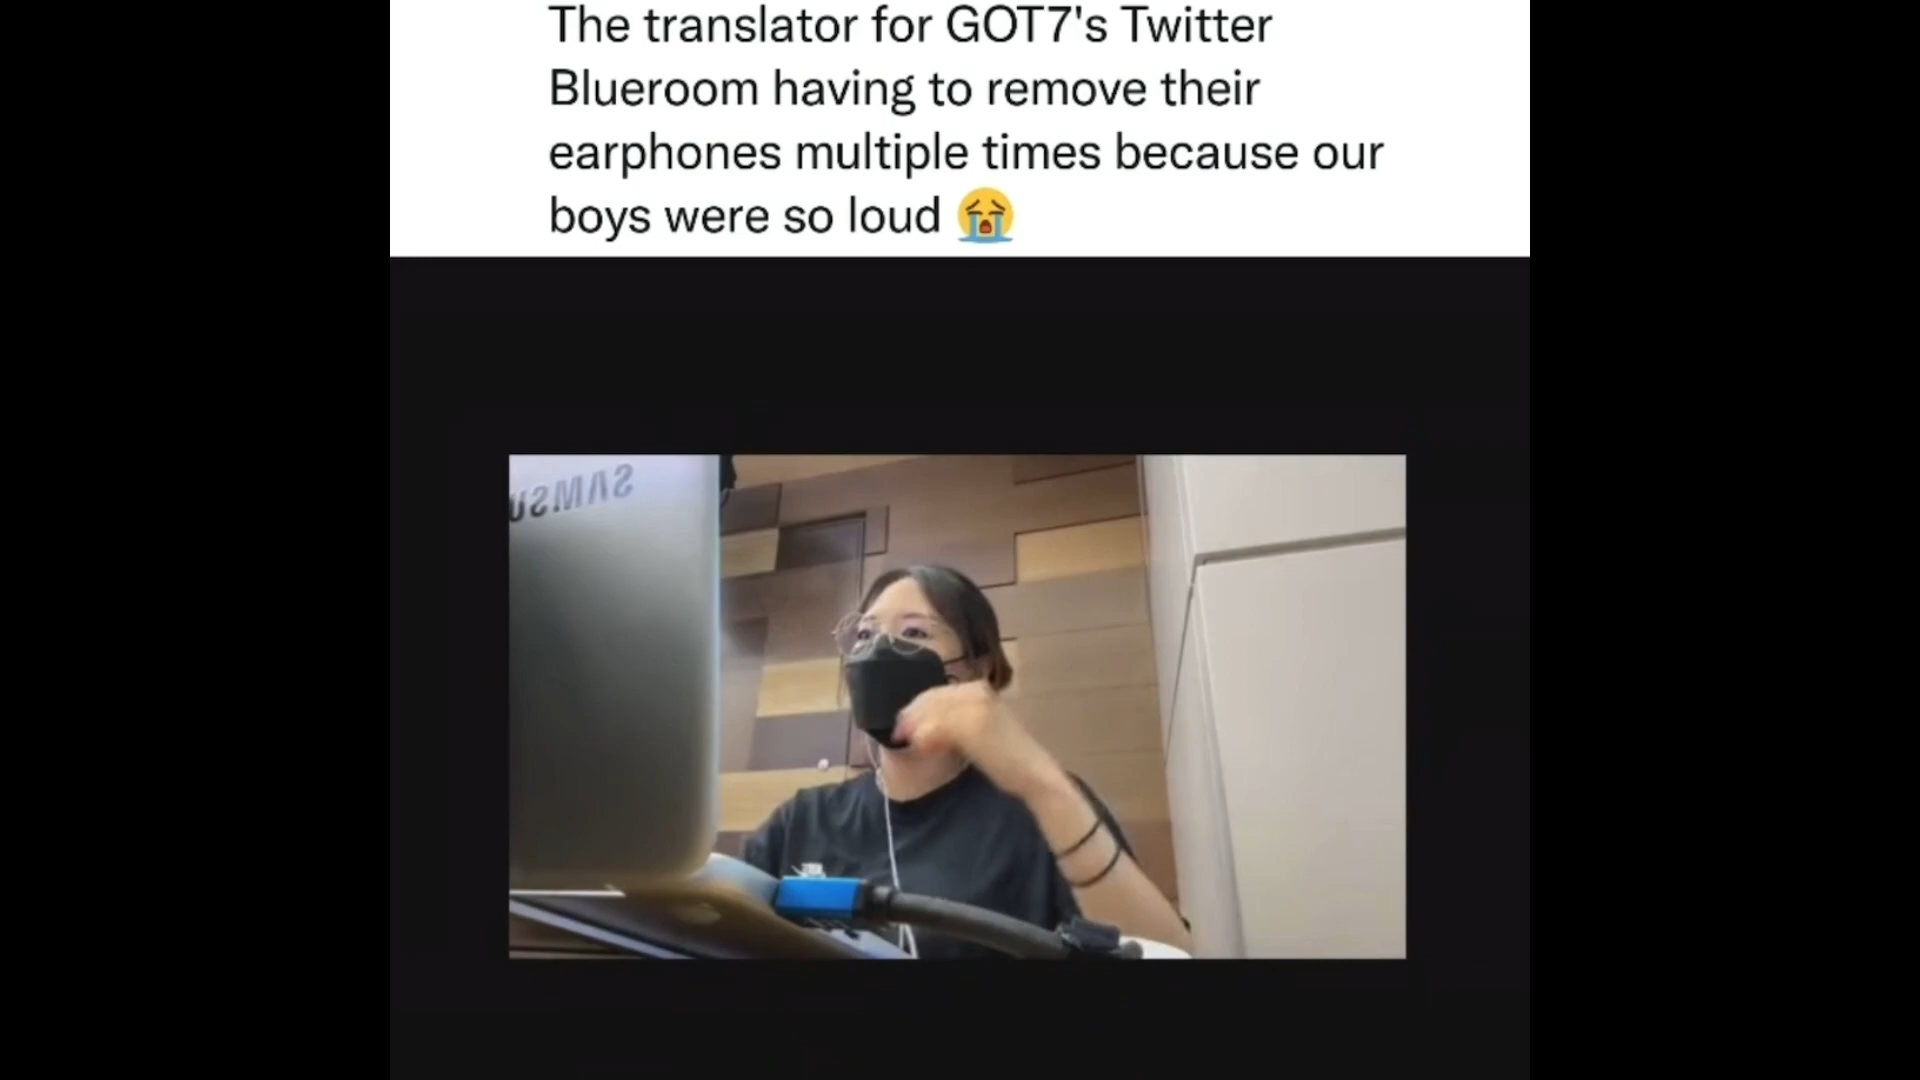 The translator for GOT7's Twitter
Blueroom having to remove their
earphones multiple times because our
boys were so loud 😭
SAMSU